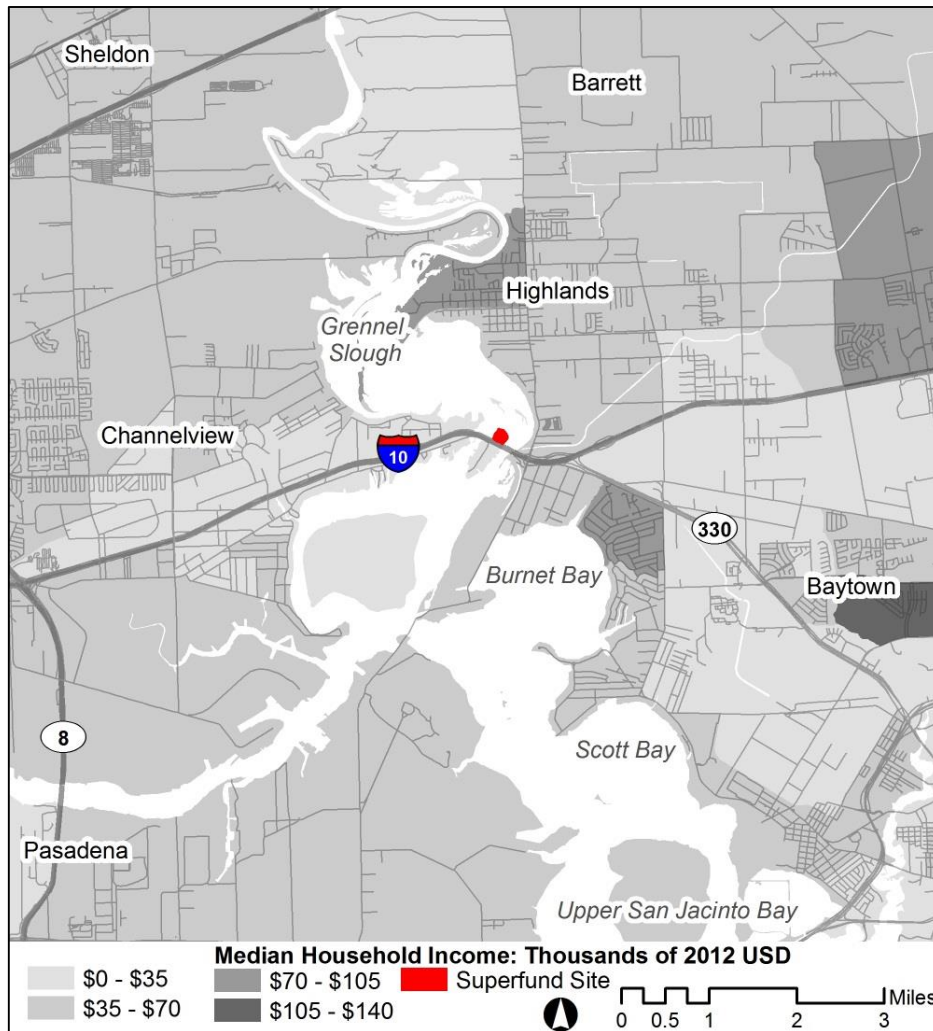 Sheldon
Barrett
Highlands
Grennel
Slough
Channelview
10
330
Burnet Bay
Baytown
8
Scott Bay
Pasadena
Upper San Jacinto Bay
Median Household Income: Thousands of 2012 USD
$0 - $35
$70 - $105
Superfund Site
$35 - $70
$105 - $140
Miles
0 0.5 1 2 3